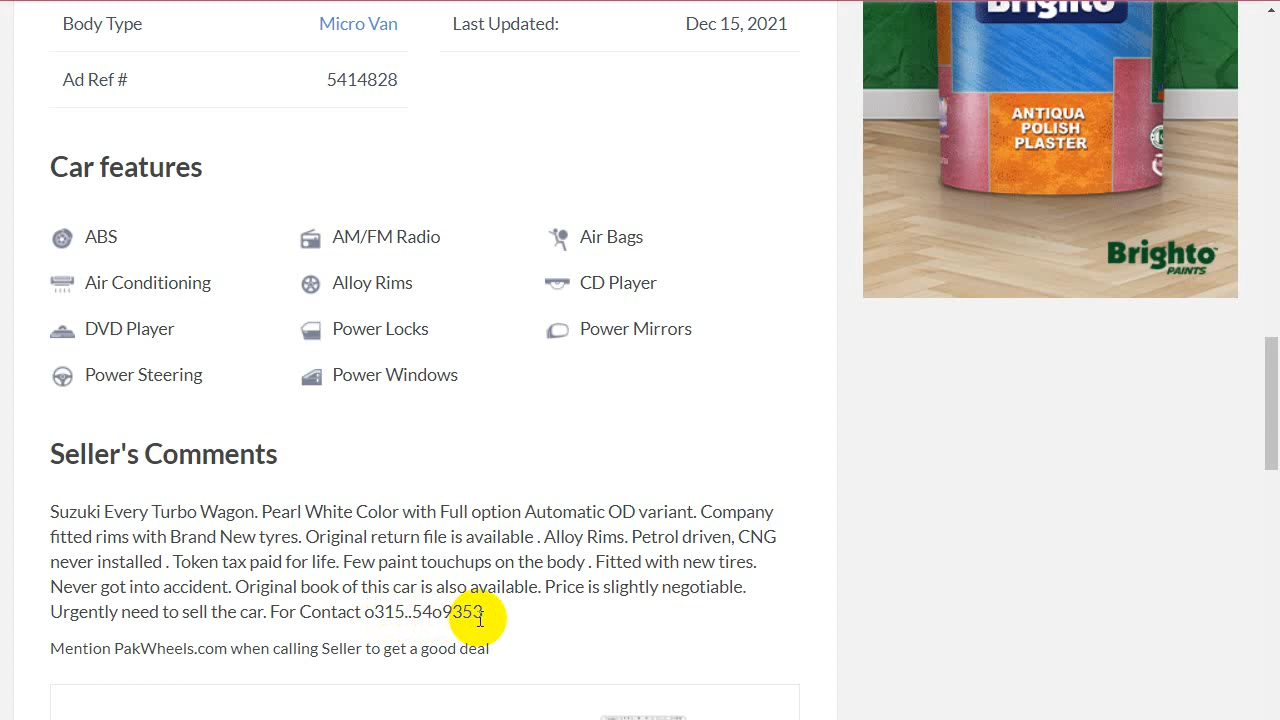 Body Type
Micro Van
Last Updated:
Dec 15, 2021
Ad Ref #
5414828
Brighto
ANTIQUA
POLISH
PLASTER
Brighto
PAINTS
Car features
ABS
AM/FM Radio
Air Bags
Air Conditioning
Alloy Rims
CD Player
DVD Player
Power Locks
Power Mirrors
Power Steering
Power Windows
Seller's Comments
Suzuki Every Turbo Wagon. Pearl White Color with Full option Automatic OD variant. Company
fitted rims with Brand New tyres. Original return file is available . Alloy Rims. Petrol driven, CNG
never installed . Token tax paid for life. Few paint touchups on the body . Fitted with new tires.
Never got into accident. Original book of this car is also available. Price is slightly negotiable.
Urgently need to sell the car. For Contact o315..54o9353
Mention PakWheels.com when calling Seller to get a good deal